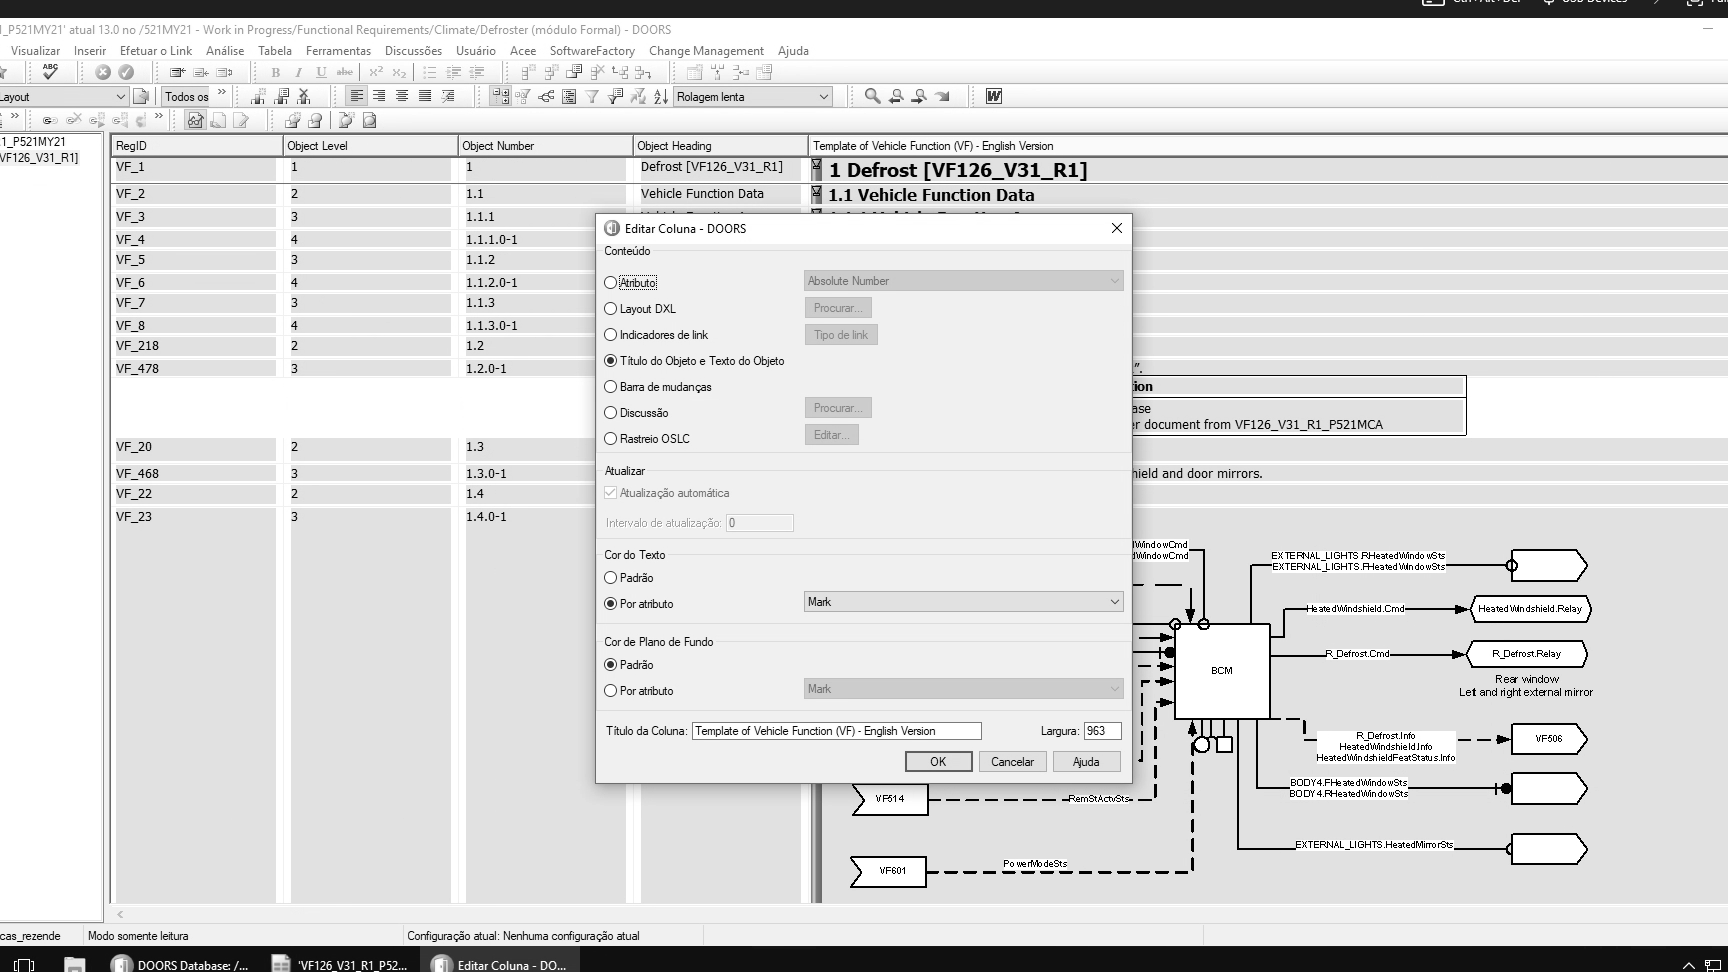 _P521MY21' atual 13.0 no /521MY21 - Work in Progress/Functional Requirements/Climate/Defroster (módulo Formal) - DOORS
Visualizar Inserir Efetuar o Link Análise Tabela Ferramentas Discussões Usuário Acee SoftwareFactory Change Management Ajuda
ABC
B I U abc x² x₂
Layout Todos os » Rolagem lenta W
» »
1_P521MY21
VF126_V31_R1]
RegID Object Level Object Number Object Heading Template of Vehicle Function (VF) - English Version
VF_1 1 1 Defrost [VF126_V31_R1] 1 Defrost [VF126_V31_R1]
VF_2 2 1.1 Vehicle Function Data 1.1 Vehicle Function Data
VF_3 3 1.1.1
VF_4 4 1.1.1.0-1
VF_5 3 1.1.2
VF_6 4 1.1.2.0-1
VF_7 3 1.1.3
VF_8 4 1.1.3.0-1
VF_218 2 1.2
VF_478 3 1.2.0-1 ".
tion
ase
er document from VF126_V31_R1_P521MCA
VF_20 2 1.3
VF_468 3 1.3.0-1 hield and door mirrors.
VF_22 2 1.4
VF_23 3 1.4.0-1
Editar Coluna - DOORS
Conteúdo
Atributo Absolute Number
Layout DXL Procurar...
Indicadores de link Tipo de link
Título do Objeto e Texto do Objeto
Barra de mudanças
Discussão Procurar...
Rastreio OSLC Editar...
Atualizar
Atualização automática
Intervalo de atualização: 0
Cor do Texto
Padrão
Por atributo Mark
Cor de Plano de Fundo
Padrão
Por atributo Mark
Título da Coluna: Template of Vehicle Function (VF) - English Version Largura: 963
OK Cancelar Ajuda
WindowCmd
WindowCmd
EXTERNAL_LIGHTS.RHeatedWindowSts
EXTERNAL_LIGHTS.FHeatedWindowSts
HeatedWindshield.Cmd HeatedWindshield.Relay
R_Defrost.Cmd R_Defrost.Relay
BCM
Rear window
Left and right external mirror
R_Defrost.Info
HeatedWindshield.Info
HeatedWindshieldFeatStatus.Info
VF506
BODY4.FHeatedWindowSts
BODY4.RHeatedWindowSts
VF514 RemStActvSts
EXTERNAL_LIGHTS.HeatedMirrorSts
VF601 PowerModeSts
cas_rezende Modo somente leitura Configuração atual: Nenhuma configuração atual
DOORS Database: /... 'VF126_V31_R1_P52... Editar Coluna - DO...